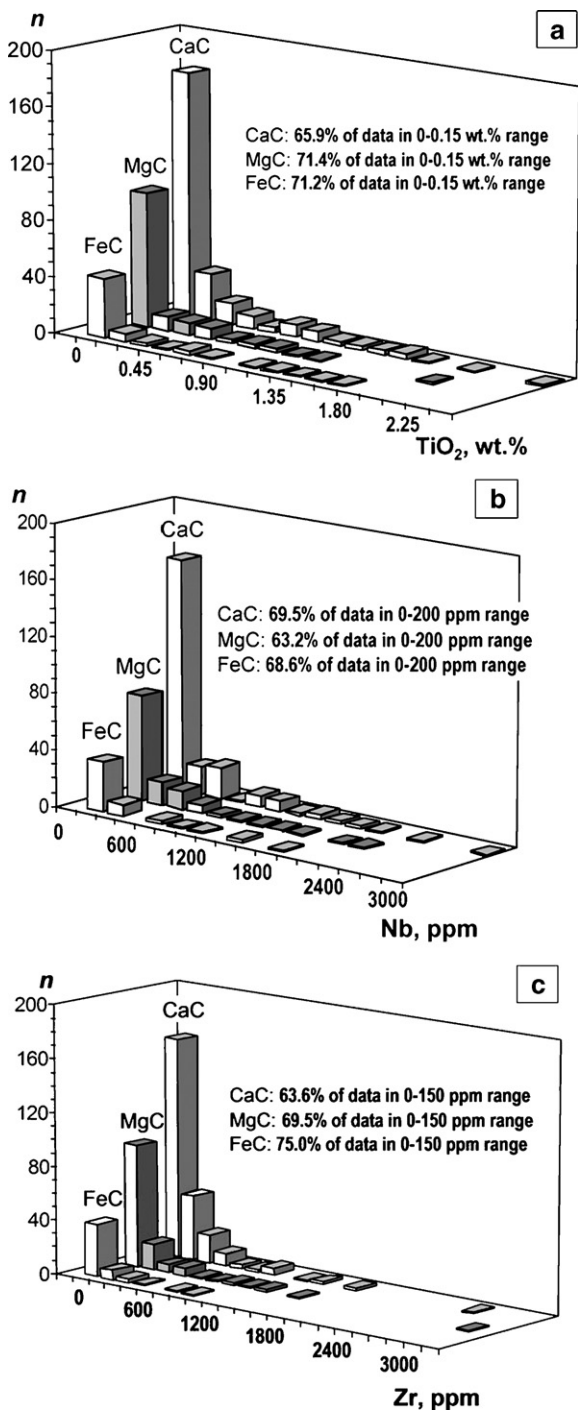 n
a
200
160
120
80
40
0
CaC
MgC
FeC
CaC: 65.9% of data in 0-0.15 wt.% range
MgC: 71.4% of data in 0-0.15 wt.% range
FeC: 71.2% of data in 0-0.15 wt.% range
0
0.45
0.90
1.35
1.80
2.25
TiO₂, wt.%
n
b
200
160
120
80
40
0
CaC
MgC
FeC
CaC: 69.5% of data in 0-200 ppm range
MgC: 63.2% of data in 0-200 ppm range
FeC: 68.6% of data in 0-200 ppm range
0
600
1200
1800
2400
3000
Nb, ppm
n
c
200
160
120
80
40
0
CaC
MgC
FeC
CaC: 63.6% of data in 0-150 ppm range
MgC: 69.5% of data in 0-150 ppm range
FeC: 75.0% of data in 0-150 ppm range
0
600
1200
1800
2400
3000
Zr, ppm